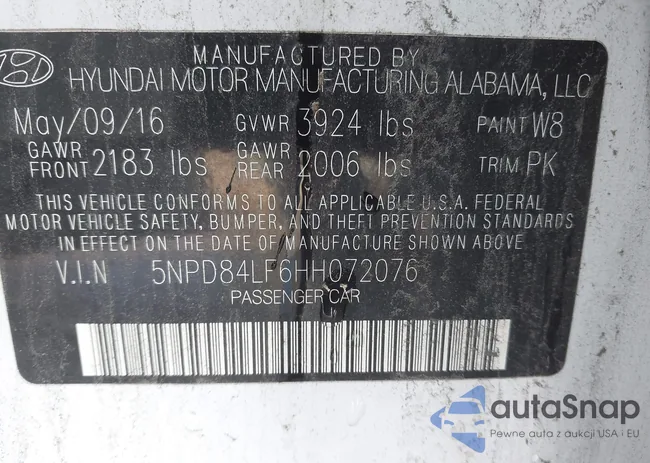 MANUFACTURED BY
HYUNDAI MOTOR MANUFACTURING ALABAMA, LLC
May/09/16 GVWR 3924 lbs PAINT W8
GAWR FRONT 2183 lbs GAWR REAR 2006 lbs TRIM PK
THIS VEHICLE CONFORMS TO ALL APPLICABLE U.S.A. FEDERAL
MOTOR VEHICLE SAFETY, BUMPER, AND THEFT PREVENTION STANDARDS
IN EFFECT ON THE DATE OF MANUFACTURE SHOWN ABOVE.
V.I.N 5NPD84LF6HH072076
PASSENGER CAR
autoSnap
Pewne auta z aukcji USA i EU